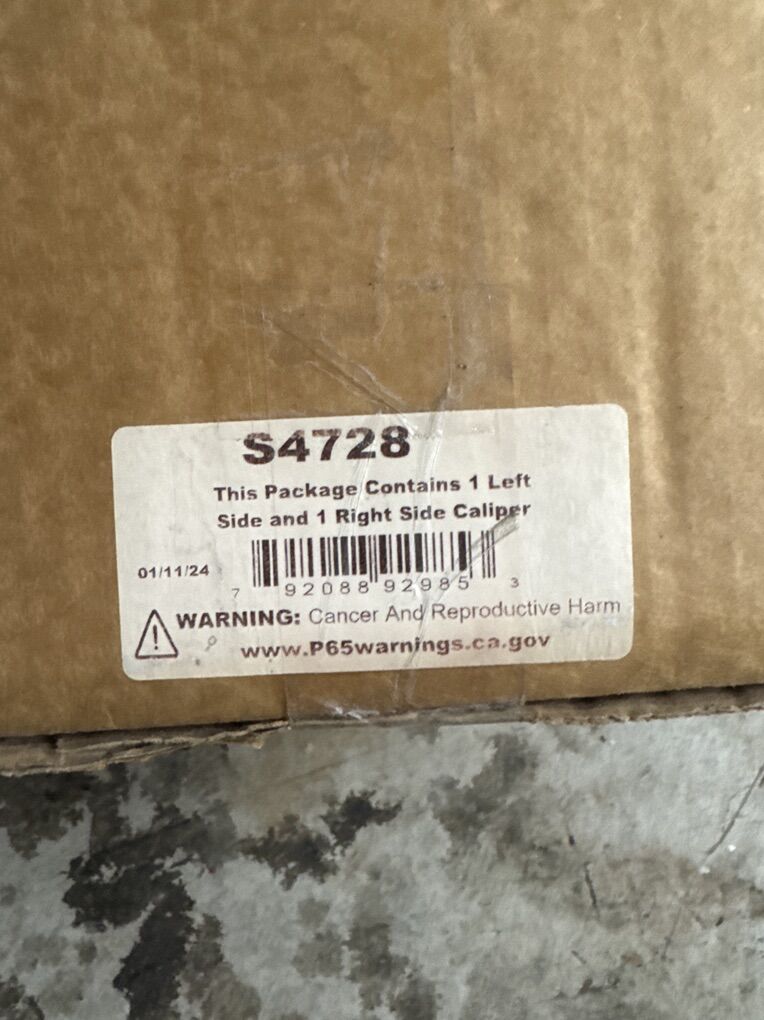 S4728
This Package Contains 1 Left
Side and 1 Right Side Caliper
01/11/24
7 92088 92985 3
WARNING: Cancer And Reproductive Harm
www.P65warnings.ca.gov